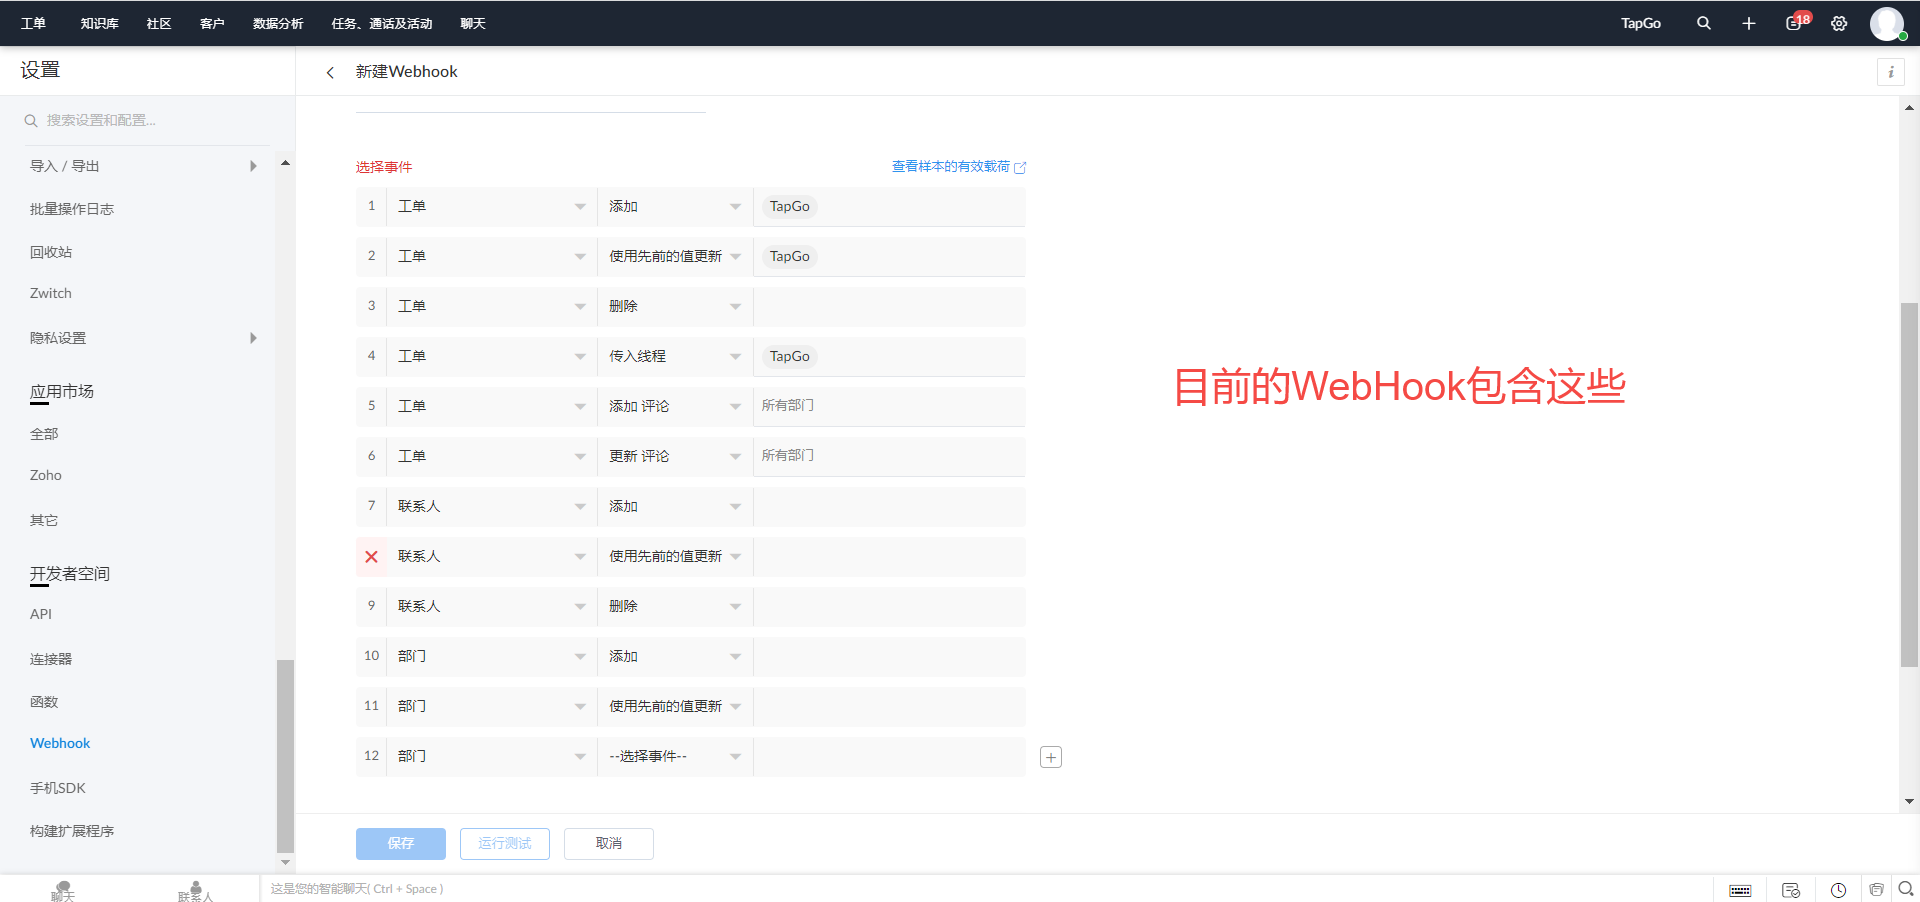 工单 知识库 社区 客户 数据分析 任务、通话及活动 聊天 TapGo 18
设置
新建Webhook
i
搜索设置和配置...
导入 / 导出
批量操作日志
回收站
Zwitch
隐私设置
应用市场
全部
Zoho
其它
开发者空间
API
连接器
函数
Webhook
手机SDK
构建扩展程序
选择事件 查看样本的有效载荷
1 工单 添加 TapGo
2 工单 使用先前的值更新 TapGo
3 工单 删除
4 工单 传入线程 TapGo
5 工单 添加 评论 所有部门
6 工单 更新 评论 所有部门
7 联系人 添加
联系人 使用先前的值更新
9 联系人 删除
10 部门 添加
11 部门 使用先前的值更新
12 部门 --选择事件--
目前的WebHook包含这些
保存 运行测试 取消
聊天 联系人 这是您的智能聊天( Ctrl + Space )